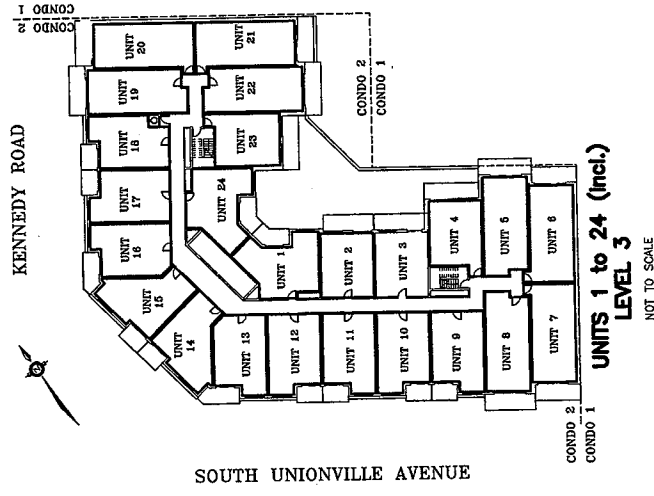 CONDO 1
CONDO 2
UNIT 20
UNIT 21
UNIT 19
UNIT 22
UNIT 18
UNIT 23
UNIT 17
UNIT 24
UNIT 16
UNIT 15
UNIT 14
UNIT 1
UNIT 2
UNIT 3
UNIT 4
UNIT 5
UNIT 6
UNIT 13
UNIT 12
UNIT 11
UNIT 10
UNIT 9
UNIT 8
UNIT 7
CONDO 2
CONDO 1
KENNEDY ROAD
UNITS 1 to 24 (Incl.)
LEVEL 3
NOT TO SCALE
CONDO 2
CONDO 1
SOUTH UNIONVILLE AVENUE